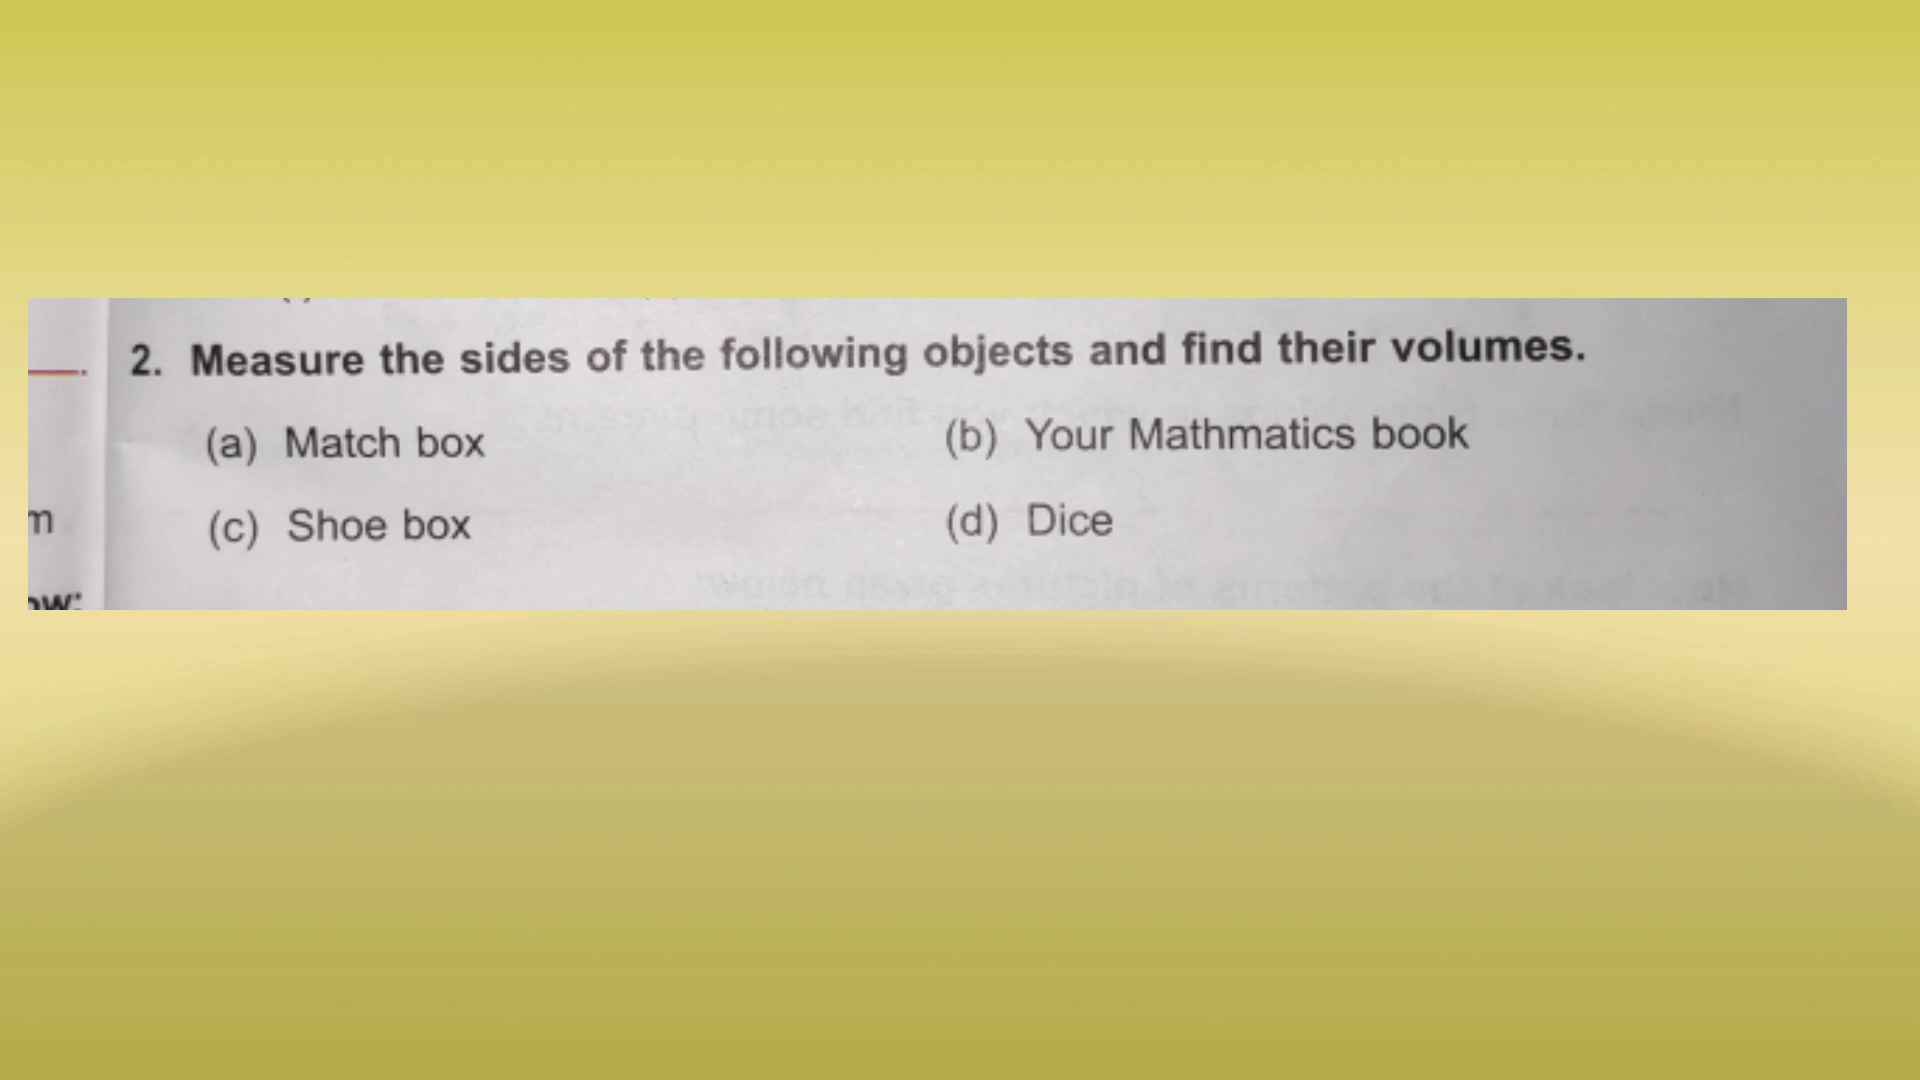 2. Measure the sides of the following objects and find their volumes.
(a) Match box (b) Your Mathmatics book
m
(c) Shoe box (d) Dice